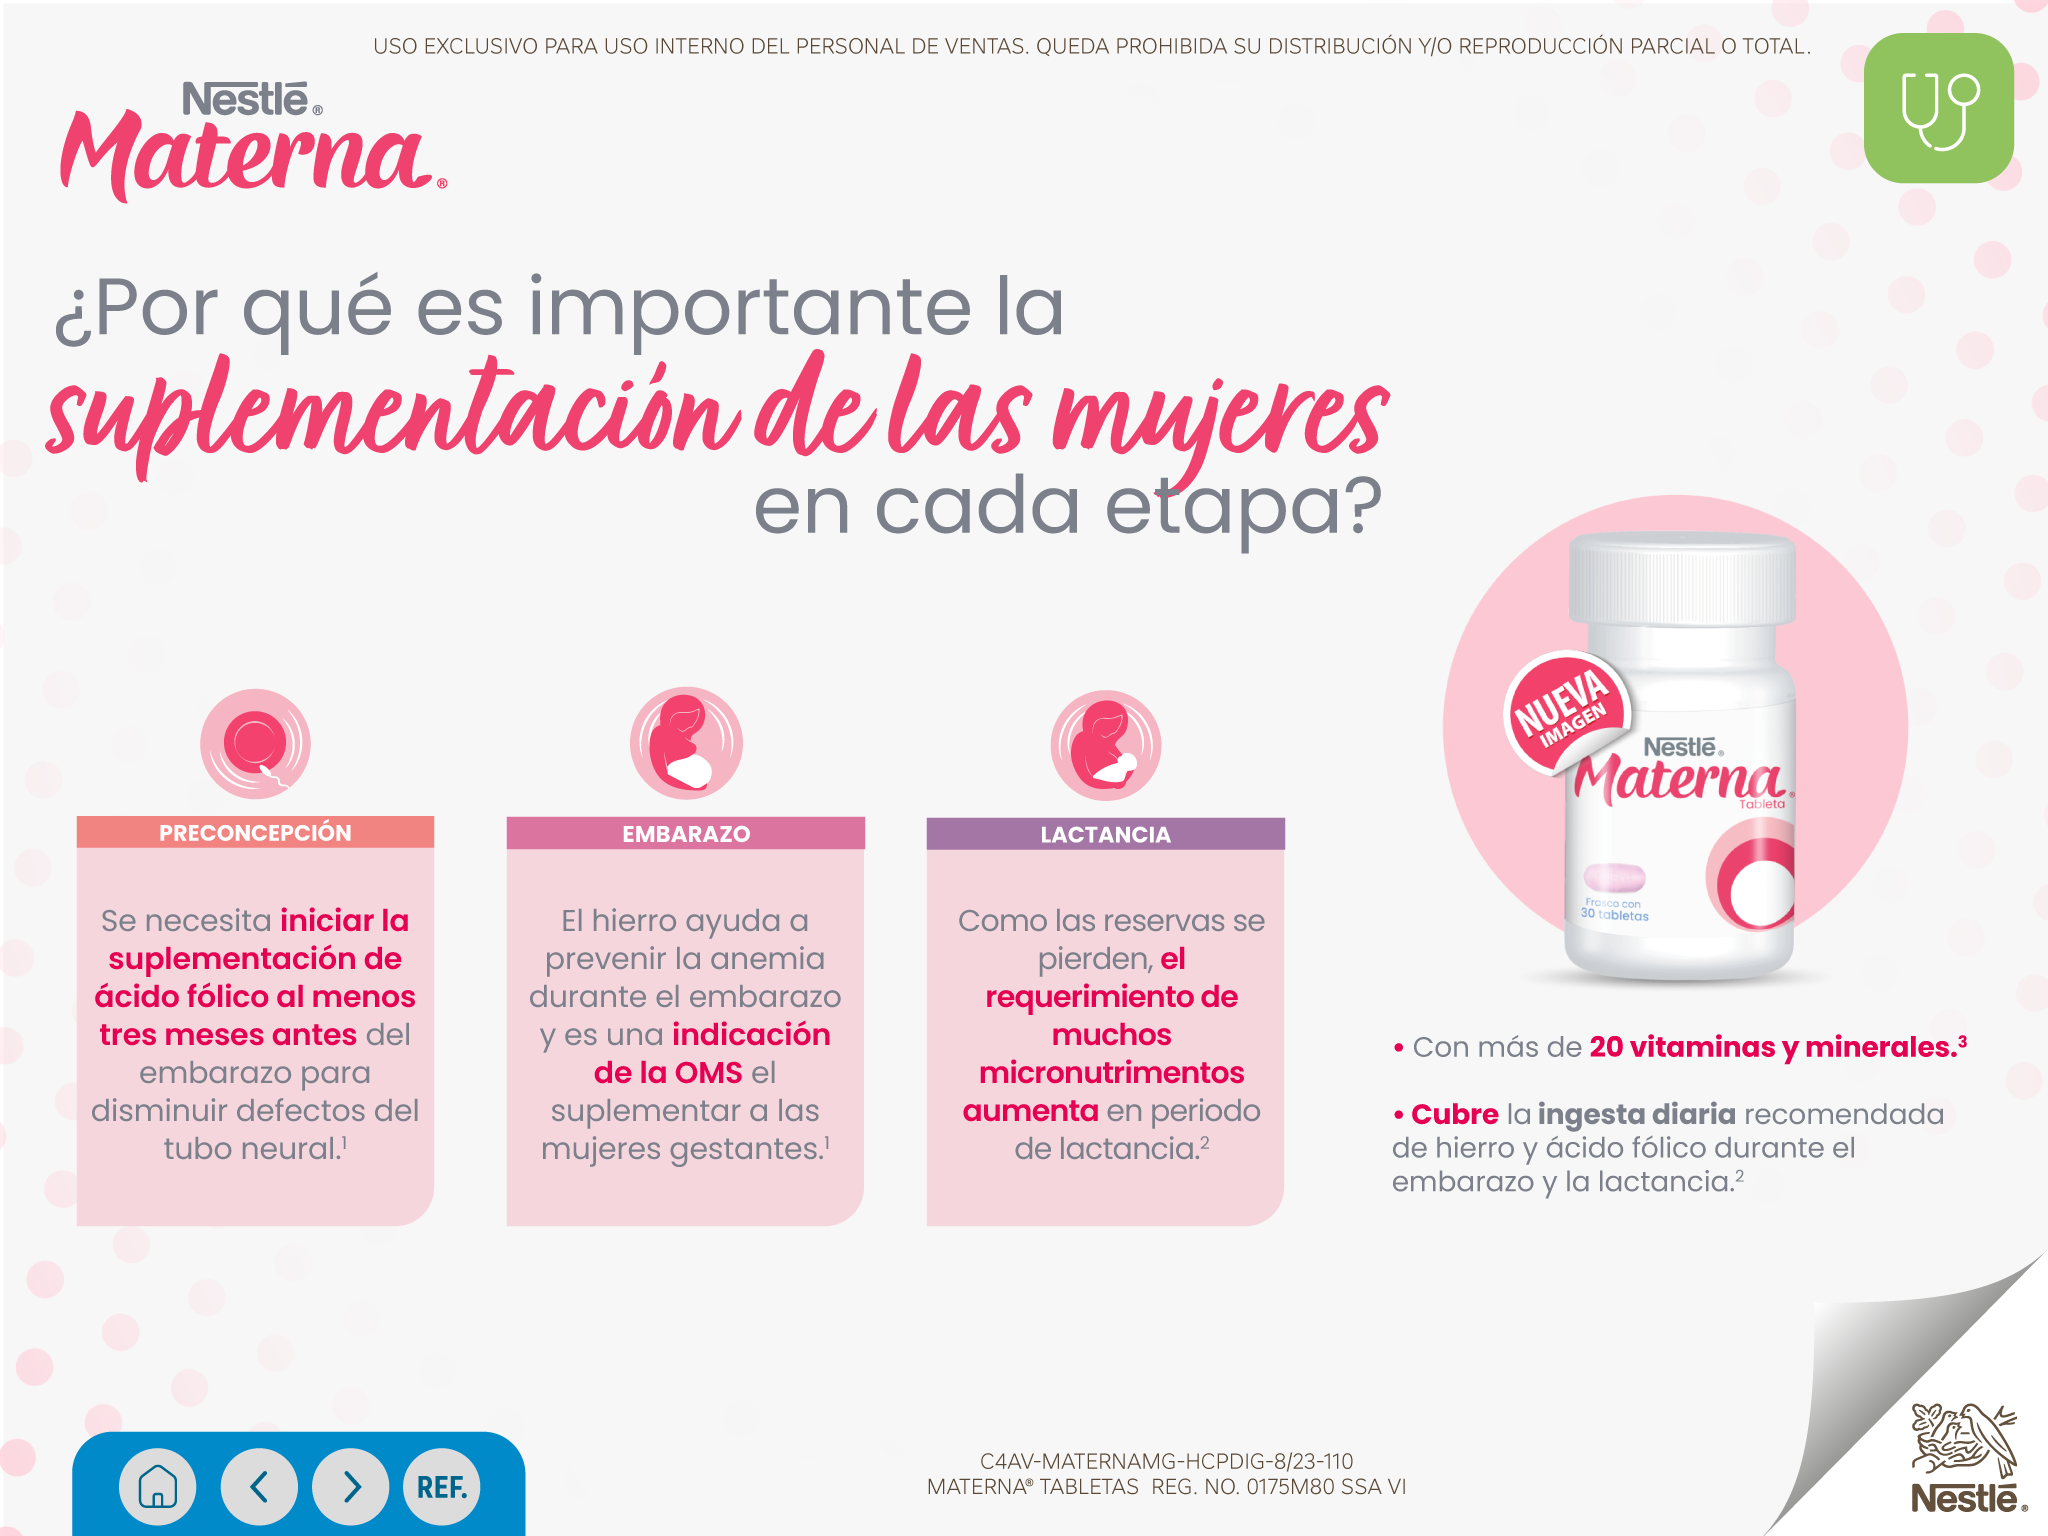 USO EXCLUSIVO PARA USO INTERNO DEL PERSONAL DE VENTAS. QUEDA PROHIBIDA SU DISTRIBUCIÓN Y/O REPRODUCCIÓN PARCIAL O TOTAL.
Nestlé®
Materna®
¿Por qué es importante la
suplementación de las mujeres
en cada etapa?
PRECONCEPCIÓN
Se necesita iniciar la
suplementación de
ácido fólico al menos
tres meses antes del
embarazo para
disminuir defectos del
tubo neural.¹
EMBARAZO
El hierro ayuda a
prevenir la anemia
durante el embarazo
y es una indicación
de la OMS el
suplementar a las
mujeres gestantes.¹
LACTANCIA
Como las reservas se
pierden, el
requerimiento de
muchos
micronutrimentos
aumenta en periodo
de lactancia.²
NUEVA
IMAGEN
Nestlé®
Materna®
Tableta
Frasco con
30 tabletas
• Con más de 20 vitaminas y minerales.³
• Cubre la ingesta diaria recomendada
de hierro y ácido fólico durante el
embarazo y la lactancia.²
REF.
C4AV-MATERNAMG-HCPDIG-8/23-110
MATERNA® TABLETAS REG. NO. 0175M80 SSA VI
Nestlé®